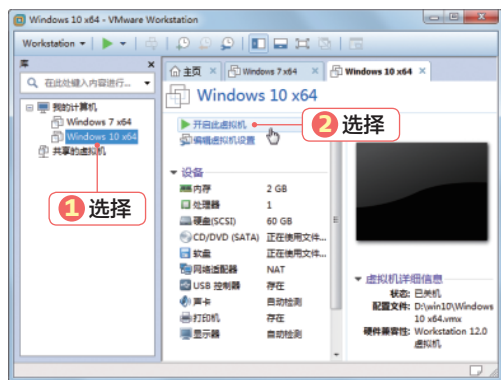 Windows 10 x64 - VMware Workstation
Workstation
库
在此处键入内容进行...
我的计算机
Windows 7 x64
Windows 10 x64
共享的虚拟机
1 选择
主页
Windows 7 x64
Windows 10 x64
Windows 10 x64
开启此虚拟机
2 选择
编辑虚拟机设置
设备
内存 2 GB
处理器 1
硬盘(SCSI) 60 GB
CD/DVD (SATA) 正在使用文件...
软盘 正在使用文件...
网络适配器 NAT
USB 控制器 存在
声卡 自动检测
打印机 存在
显示器 自动检测
虚拟机详细信息
状态: 已关机
配置文件: D:\win10\Windows
10 x64.vmx
硬件兼容性: Workstation 12.0
虚拟机